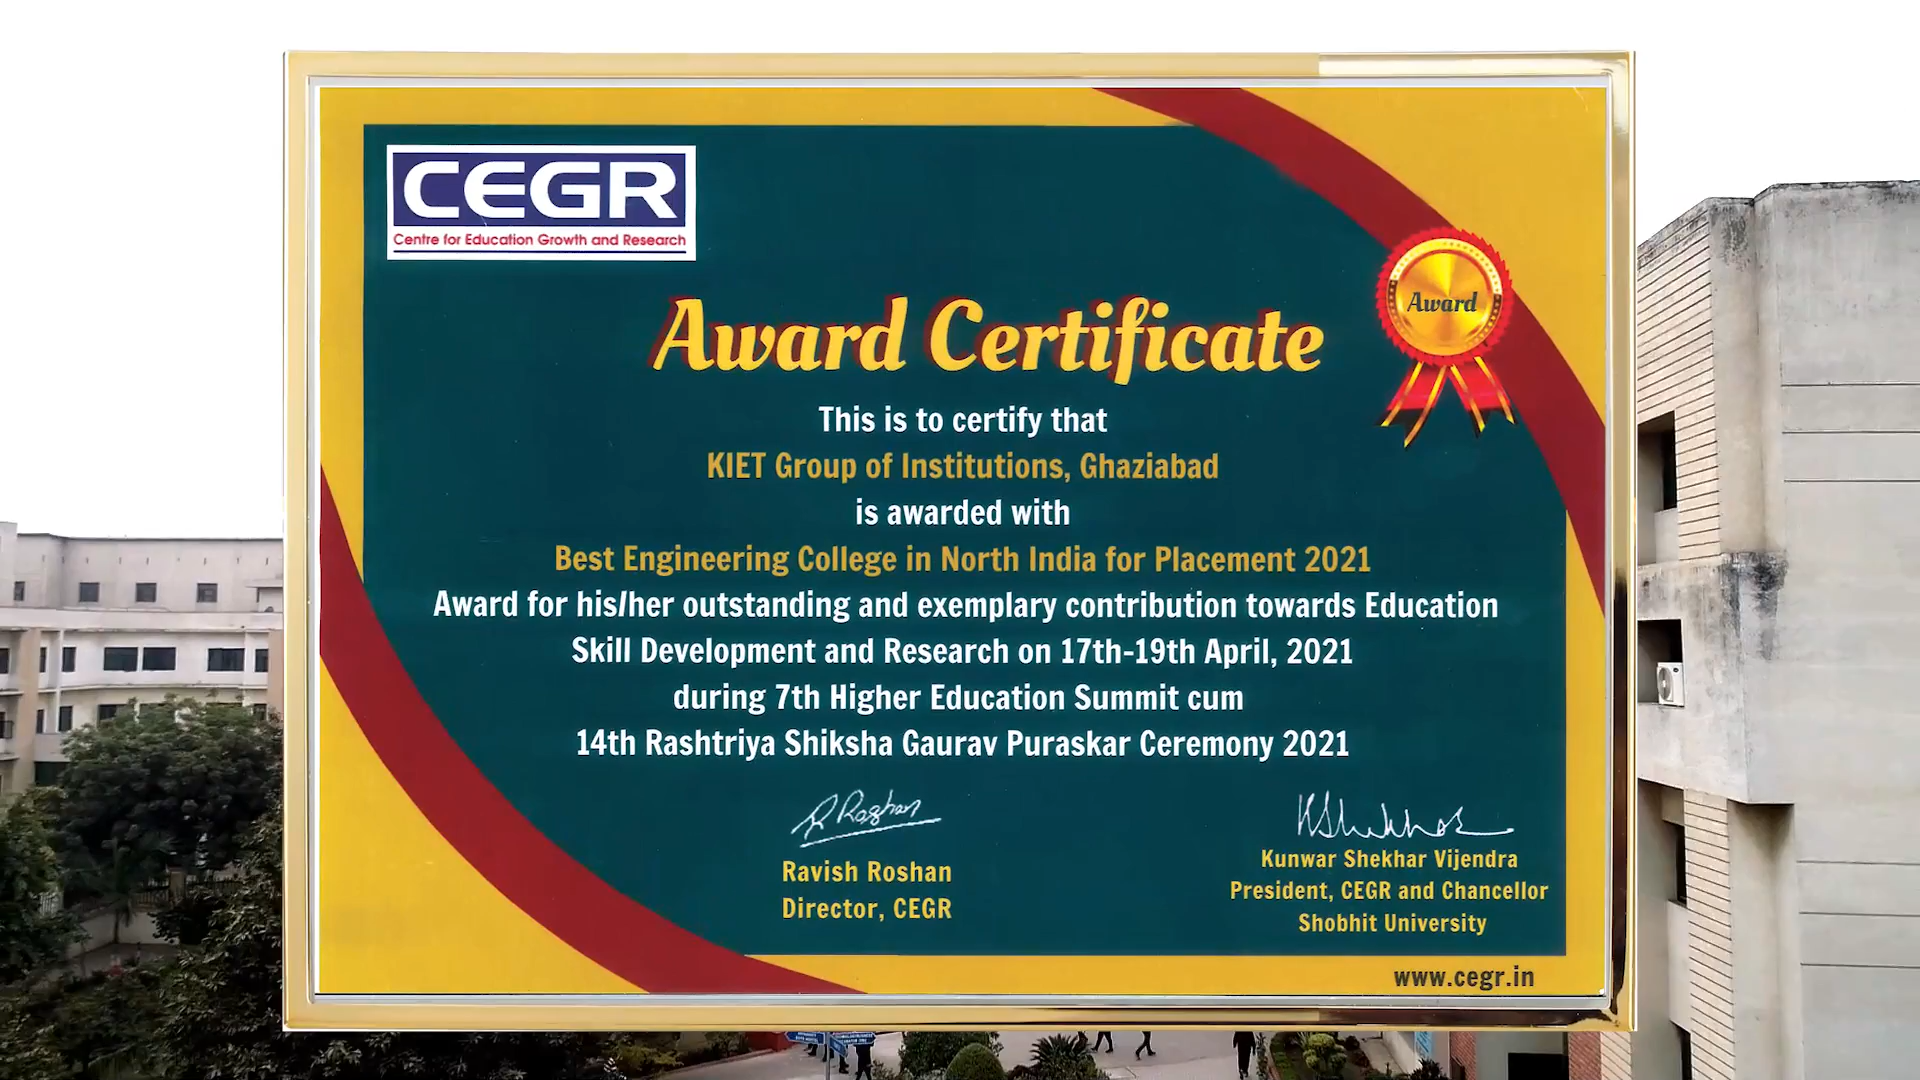 CEGR
Centre for Education Growth and Research
Award Certificate
Award
This is to certify that
KIET Group of Institutions, Ghaziabad
is awarded with
Best Engineering College in North India for Placement 2021
Award for his/her outstanding and exemplary contribution towards Education
Skill Development and Research on 17th-19th April, 2021
during 7th Higher Education Summit cum
14th Rashtriya Shiksha Gaurav Puraskar Ceremony 2021
R Roshan
Ravish Roshan
Director, CEGR
Kunwar Shekhar Vijendra
President, CEGR and Chancellor
Shobhit University
www.cegr.in